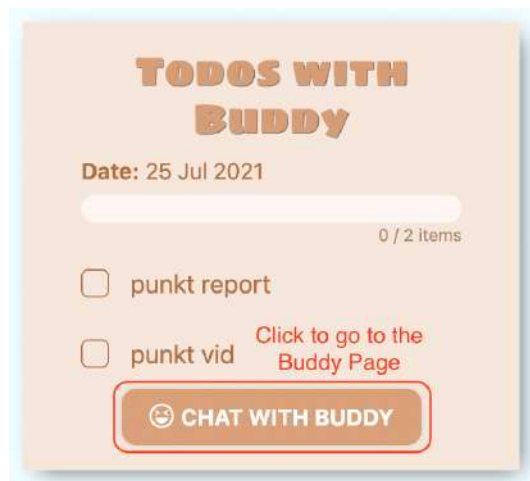 TODOS WITH
BUDDY
Date: 25 Jul 2021
0 / 2 items
punkt report
punkt vid
Click to go to the
Buddy Page
CHAT WITH BUDDY